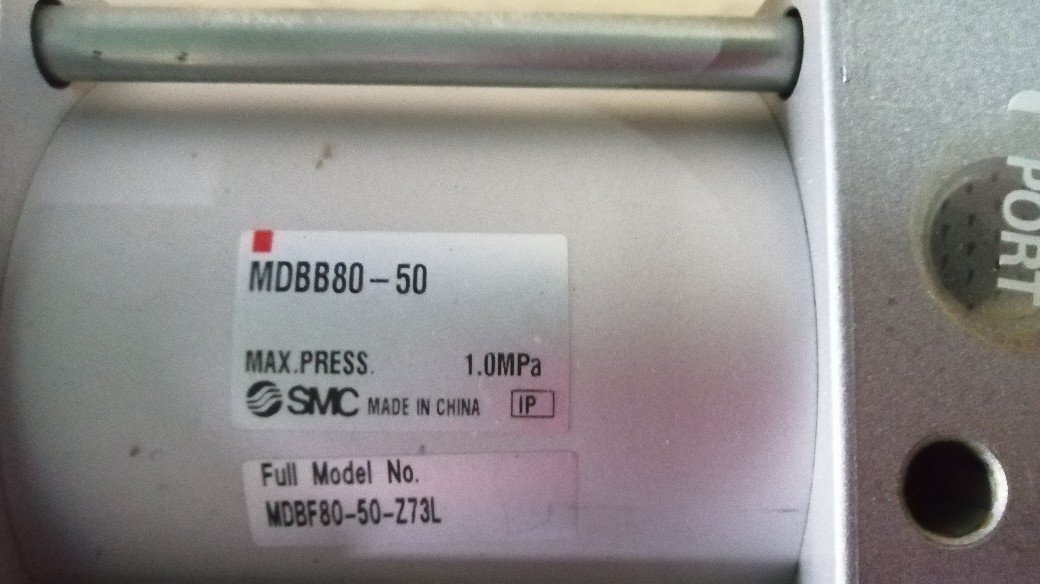 MDBB80-50
MAX.PRESS. 1.0MPa
SMC MADE IN CHINA IP
Full Model No.
MDBF80-50-Z73L
PORT